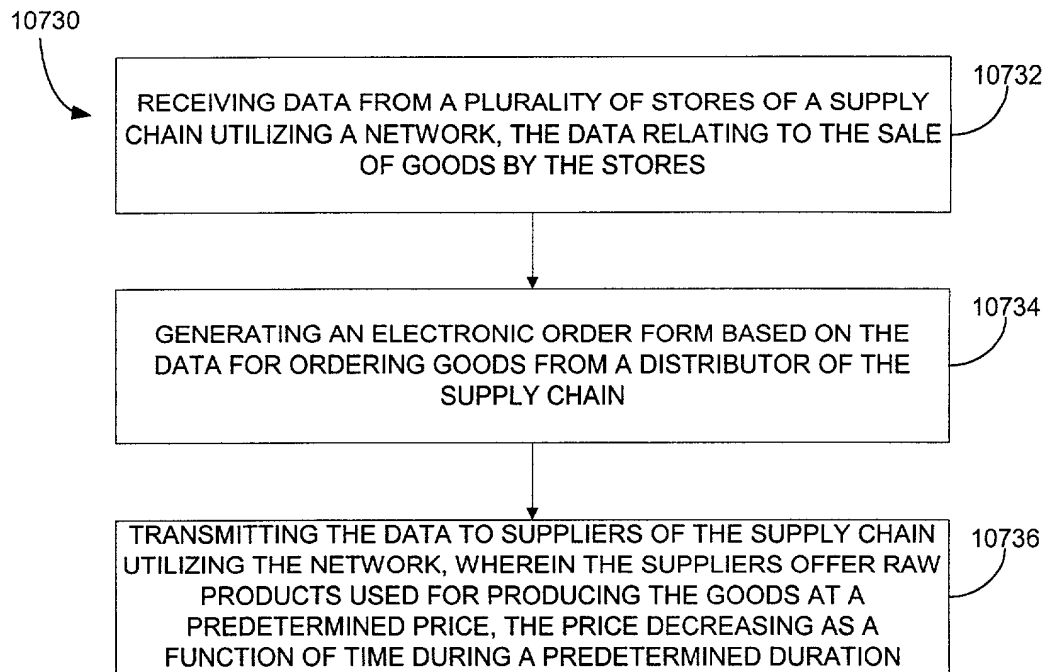 10730
10732
RECEIVING DATA FROM A PLURALITY OF STORES OF A SUPPLY
CHAIN UTILIZING A NETWORK, THE DATA RELATING TO THE SALE
OF GOODS BY THE STORES
10734
GENERATING AN ELECTRONIC ORDER FORM BASED ON THE
DATA FOR ORDERING GOODS FROM A DISTRIBUTOR OF THE
SUPPLY CHAIN
10736
TRANSMITTING THE DATA TO SUPPLIERS OF THE SUPPLY CHAIN
UTILIZING THE NETWORK, WHEREIN THE SUPPLIERS OFFER RAW
PRODUCTS USED FOR PRODUCING THE GOODS AT A
PREDETERMINED PRICE, THE PRICE DECREASING AS A
FUNCTION OF TIME DURING A PREDETERMINED DURATION